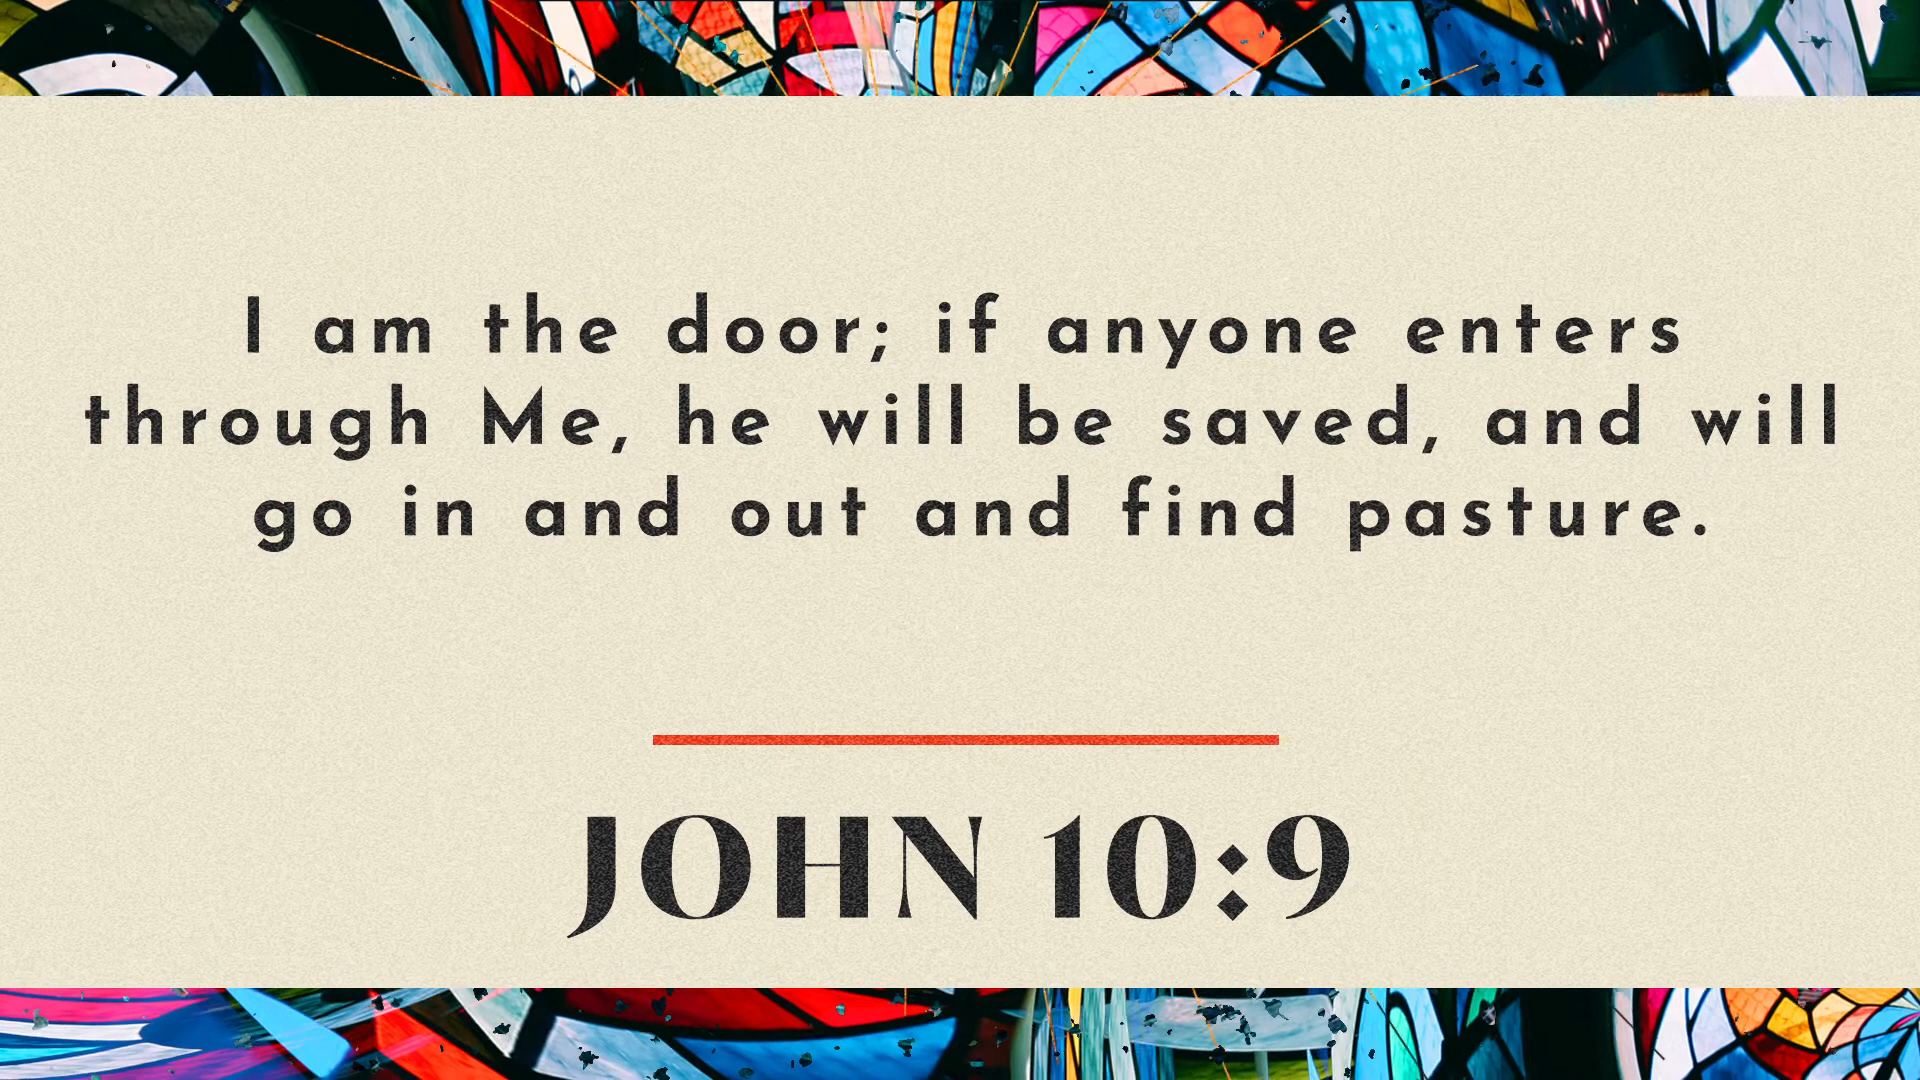 I am the door; if anyone enters
through Me, he will be saved, and will
go in and out and find pasture.
JOHN 10:9